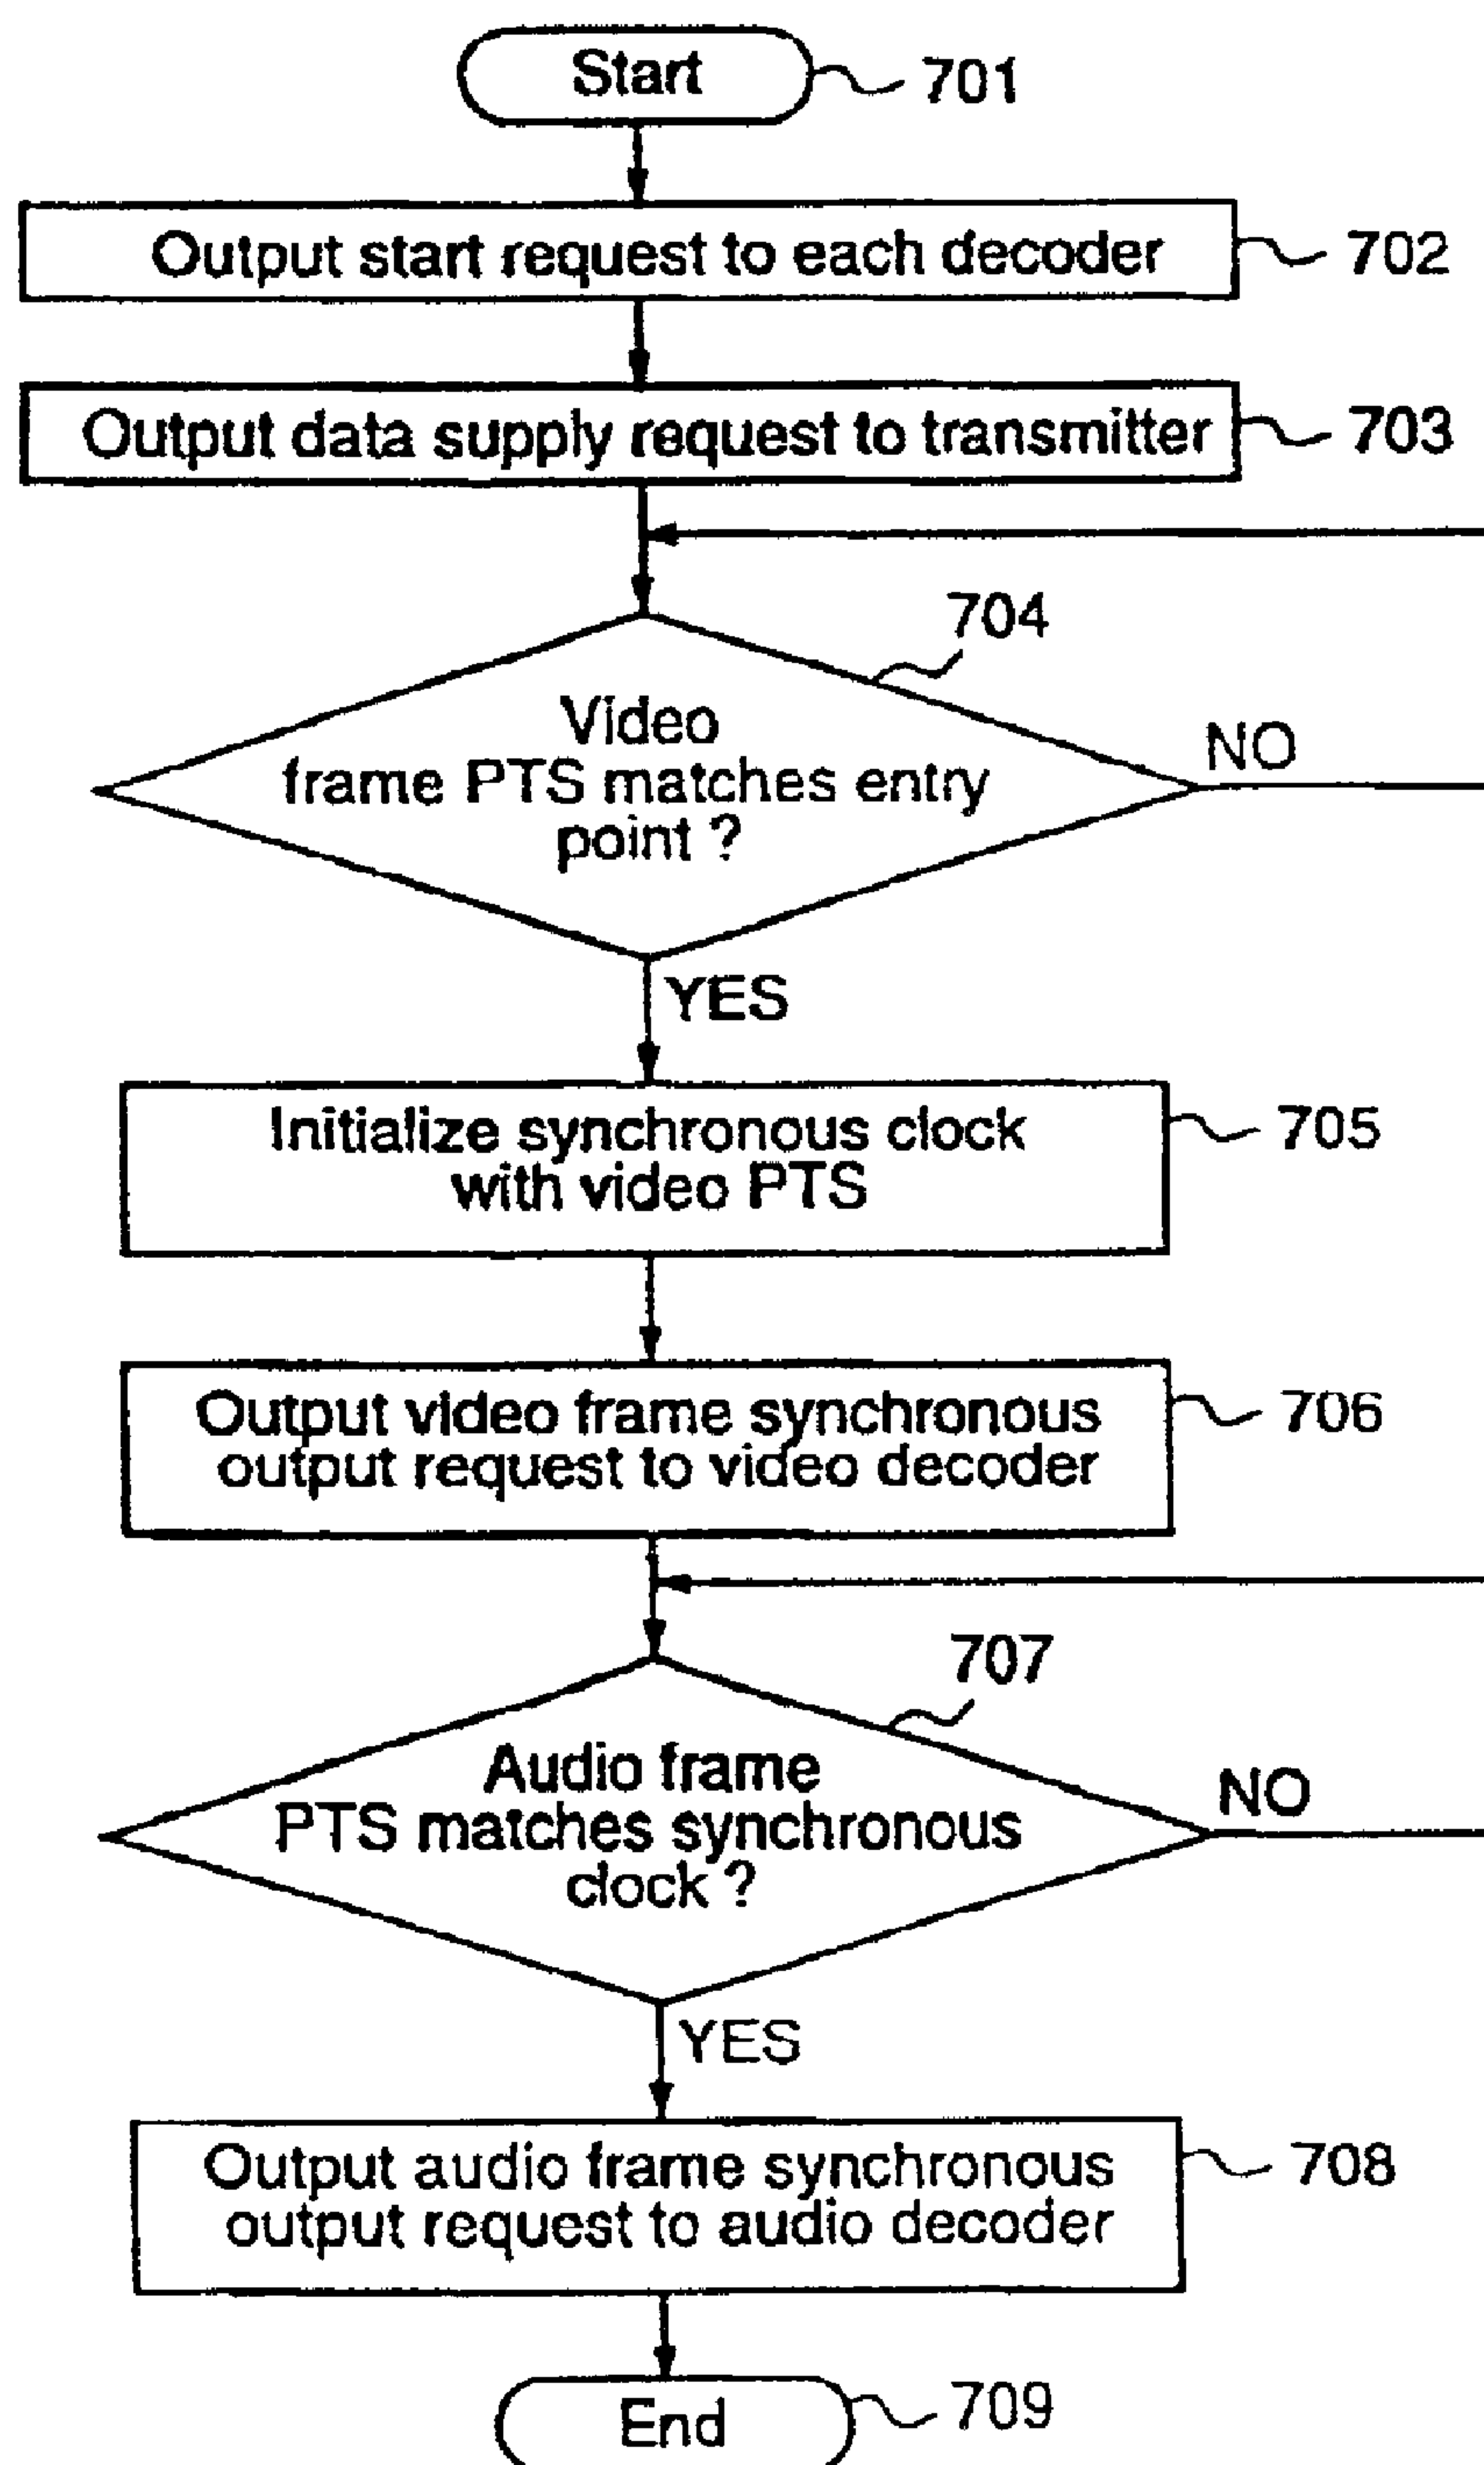 Start
701
Output start request to each decoder
702
Output data supply request to transmitter
703
704
Video
frame PTS matches entry
point ?
NO
YES
Initialize synchronous clock
with video PTS
705
Output video frame synchronous
output request to video decoder
706
707
Audio frame
PTS matches synchronous
clock ?
NO
YES
Output audio frame synchronous
output request to audio decoder
708
End
709